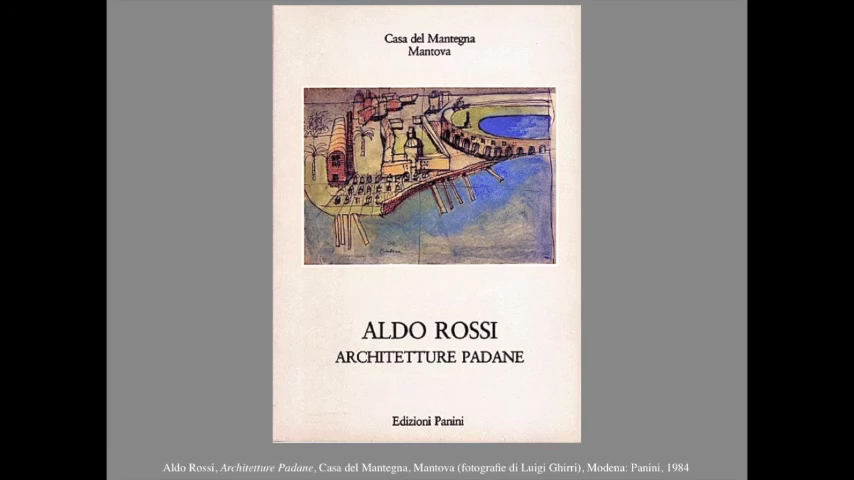 Casa del Mantegna
Mantova
ALDO ROSSI
ARCHITETTURE PADANE
Edizioni Panini
Aldo Rossi, Architetture Padane, Casa del Mantegna, Mantova (fotografie di Luigi Ghirri), Modena: Panini, 1984